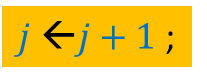 j ← j + 1 ;